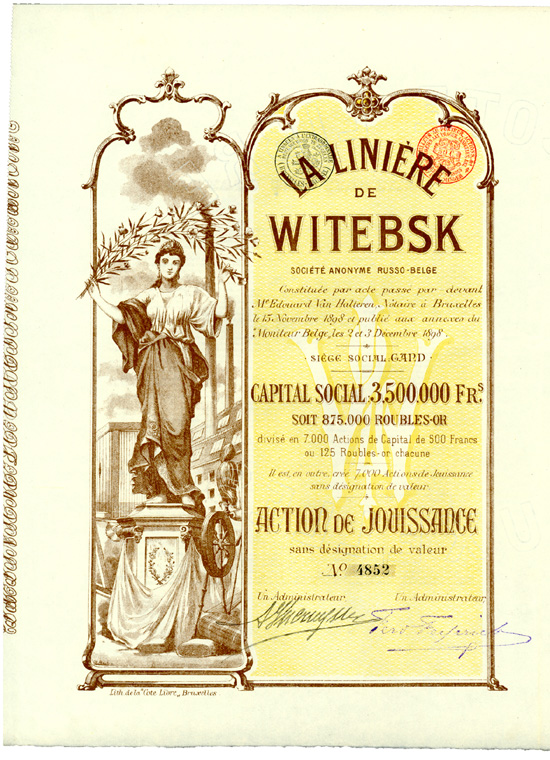 LA LINIÈRE
DE
WITEBSK
SOCIÉTÉ ANONYME RUSSO-BELGE
Constituée par acte passé par-devant
Me Edouard Van Halteren, Notaire à Bruxelles
le 15 Novembre 1898 et publié aux annexes du
Moniteur Belge, les 2 et 3 Décembre 1898.
SIÈGE SOCIAL, GAND
CAPITAL SOCIAL: 3,500.000 FRs.
SOIT 875.000 ROUBLES-OR
divisé en 7.000 Actions de Capital de 500 Francs
ou 125 Roubles-or chacune
Il est, en outre, créé 7.000 Actions de Jouissance
sans désignation de valeur
ACTION DE JOUISSANCE
sans désignation de valeur
No 4852
Un Administrateur, Un Administrateur,
Lith. de la "Cote Libre", Bruxelles